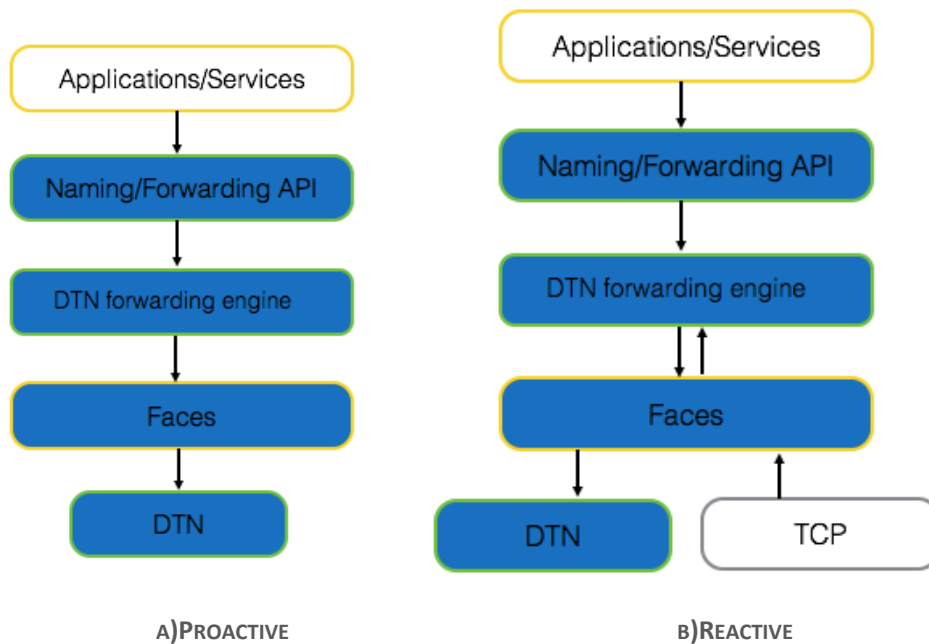 Applications/Services
Naming/Forwarding API
DTN forwarding engine
Faces
DTN
A)PROACTIVE
Applications/Services
Naming/Forwarding API
DTN forwarding engine
Faces
DTN
TCP
B)REACTIVE